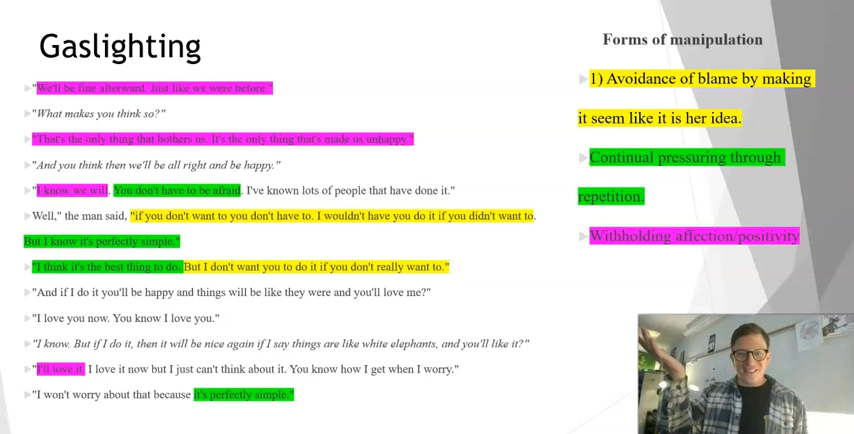 Gaslighting
"We'll be fine afterward. Just like we were before."
"What makes you think so?"
"That's the only thing that bothers us. It's the only thing that's made us unhappy."
"And you think then we'll be all right and be happy."
"I know we will. You don't have to be afraid. I've known lots of people that have done it."
Well," the man said, "if you don't want to you don't have to. I wouldn't have you do it if you didn't want to.
But I know it's perfectly simple."
"I think it's the best thing to do. But I don't want you to do it if you don't really want to."
"And if I do it you'll be happy and things will be like they were and you'll love me?"
"I love you now. You know I love you."
"I know. But if I do it, then it will be nice again if I say things are like white elephants, and you'll like it?"
"I'll love it. I love it now but I just can't think about it. You know how I get when I worry."
"I won't worry about that because it's perfectly simple."
Forms of manipulation
1) Avoidance of blame by making
it seem like it is her idea.
Continual pressuring through
repetition.
Withholding affection/positivity